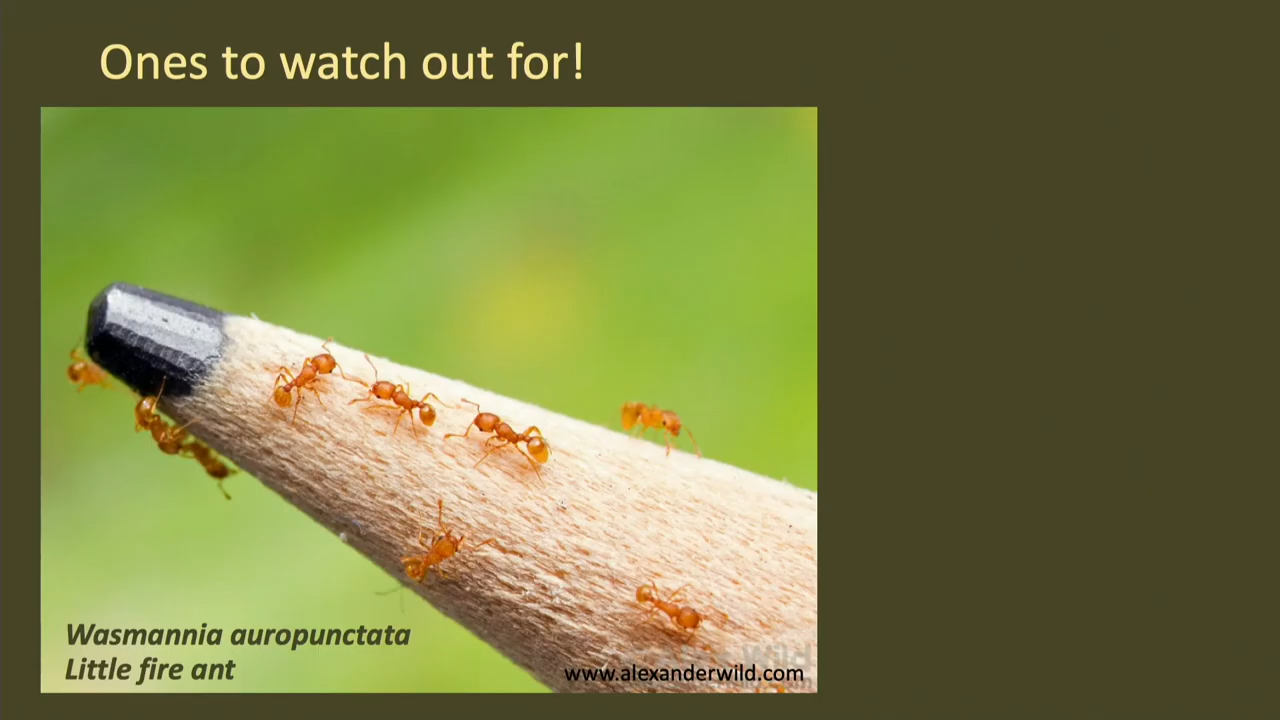 Ones to watch out for!
Wasmannia auropunctata
Little fire ant
www.alexanderwild.com